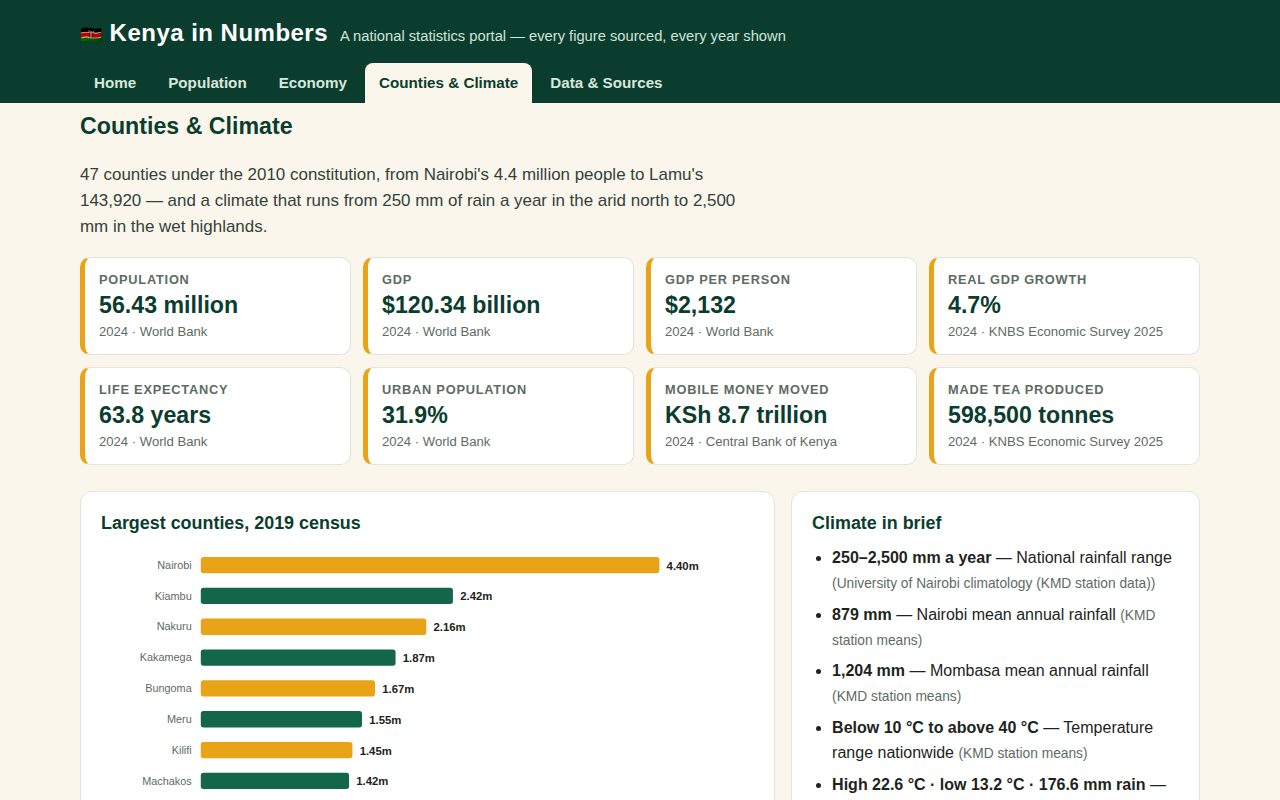 Kenya in Numbers A national statistics portal — every figure sourced, every year shown
Home Population Economy Counties & Climate Data & Sources
Counties & Climate
47 counties under the 2010 constitution, from Nairobi's 4.4 million people to Lamu's
143,920 — and a climate that runs from 250 mm of rain a year in the arid north to 2,500
mm in the wet highlands.
POPULATION
56.43 million
2024 · World Bank
GDP
$120.34 billion
2024 · World Bank
GDP PER PERSON
$2,132
2024 · World Bank
REAL GDP GROWTH
4.7%
2024 · KNBS Economic Survey 2025
LIFE EXPECTANCY
63.8 years
2024 · World Bank
URBAN POPULATION
31.9%
2024 · World Bank
MOBILE MONEY MOVED
KSh 8.7 trillion
2024 · Central Bank of Kenya
MADE TEA PRODUCED
598,500 tonnes
2024 · KNBS Economic Survey 2025
Largest counties, 2019 census
Nairobi 4.40m
Kiambu 2.42m
Nakuru 2.16m
Kakamega 1.87m
Bungoma 1.67m
Meru 1.55m
Kilifi 1.45m
Machakos 1.42m
Climate in brief
• 250–2,500 mm a year — National rainfall range
(University of Nairobi climatology (KMD station data))
• 879 mm — Nairobi mean annual rainfall (KMD
station means)
• 1,204 mm — Mombasa mean annual rainfall
(KMD station means)
• Below 10 °C to above 40 °C — Temperature
range nationwide (KMD station means)
• High 22.6 °C · low 13.2 °C · 176.6 mm rain —